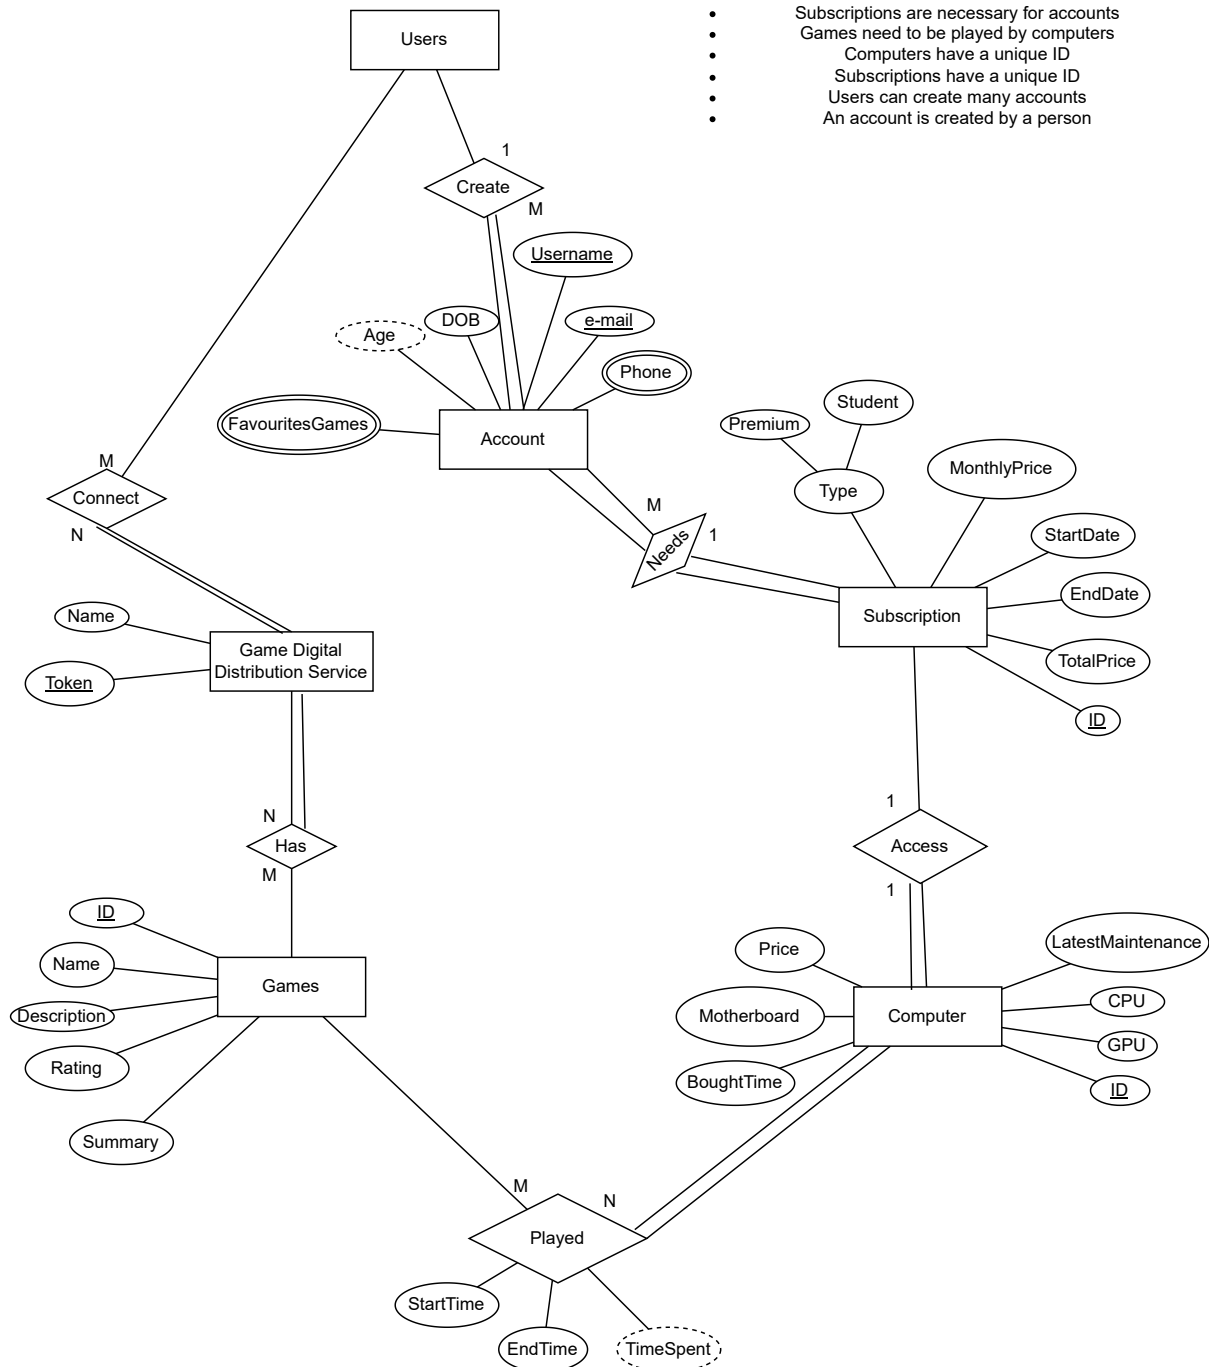 Users
• Subscriptions are necessary for accounts
• Games need to be played by computers
• Computers have a unique ID
• Subscriptions have a unique ID
• Users can create many accounts
• An account is created by a person
1
Create
M
Username
Age
DOB
e-mail
Phone
FavouritesGames
Account
Premium
Student
Type
MonthlyPrice
M
Connect
N
M
Needs
1
StartDate
EndDate
TotalPrice
ID
Subscription
Name
Token
Game Digital
Distribution Service
N
Has
M
1
Access
1
ID
Name
Description
Rating
Summary
Games
Price
Motherboard
BoughtTime
Computer
LatestMaintenance
CPU
GPU
ID
M
N
Played
StartTime
EndTime
TimeSpent